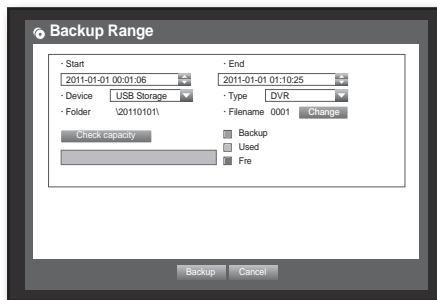 Backup Range
· Start · End
2011-01-01 00:01:06 2011-01-01 01:10:25
· Device USB Storage · Type DVR
· Folder \20110101\ · Filename 0001 Change
Check capacity Backup
Used
Fre
Backup Cancel